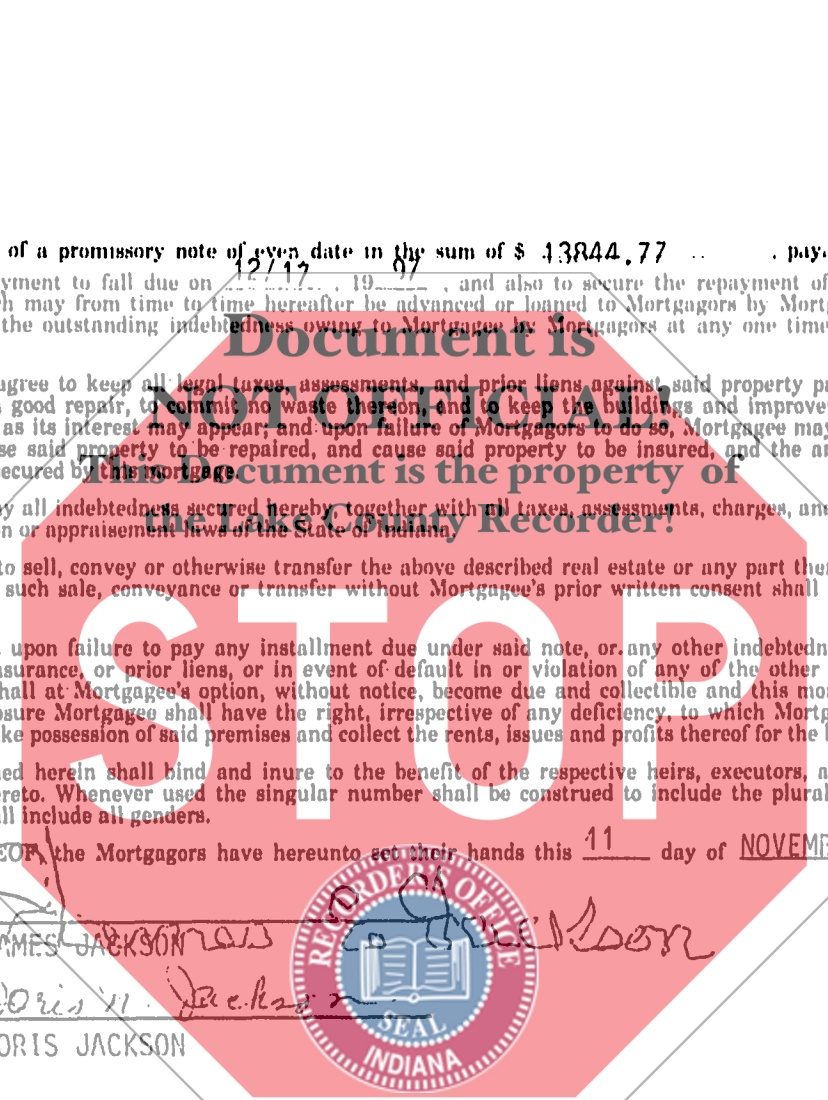 of a promissory note of even date in the sum of $ 13844.77 .. . pay
12/17 97
yment to fall due on , 19 , and also to secure the repayment of
h may from time to time hereafter be advanced or loaned to Mortgagors by Mort
the outstanding indebtedness owing to Mortgagee by Mortgagors at any one time
Document is
agree to keep all legal taxes, assessments, and prior liens against said property pa
NOT OFFICIAL!
good repair, to commit no waste thereon, and to keep the buildings and improve
as its interest may appear; and upon failure of Mortgagors to do so, Mortgagee may
se said property to be repaired, and cause said property to be insured, and the a
This Document is the property of
ecured by this mortgage.
y all indebtedness secured hereby, together with all taxes, assessments, charges, an
the Lake County Recorder!
n or appraisement laws of the State of Indiana,
to sell, convey or otherwise transfer the above described real estate or any part the
such sale, conveyance or transfer without Mortgagee's prior written consent shall
STOP
upon failure to pay any installment due under said note, or any other indebtedn
surance, or prior liens, or in event of default in or violation of any of the other
hall at Mortgagee's option, without notice, become due and collectible and this mo
osure Mortgagee shall have the right, irrespective of any deficiency, to which Mortg
ke possession of said premises and collect the rents, issues and profits thereof for the
ed herein shall bind and inure to the benefit of the respective heirs, executors, a
reto. Whenever used the singular number shall be construed to include the plural
ll include all genders.
EOF, the Mortgagors have hereunto set their hands this 11 day of NOVEM
RECORDER'S OFFICE
James Jackson
AMES JACKSON
Doris n. Jackson
SEAL
INDIANA
ORIS JACKSON